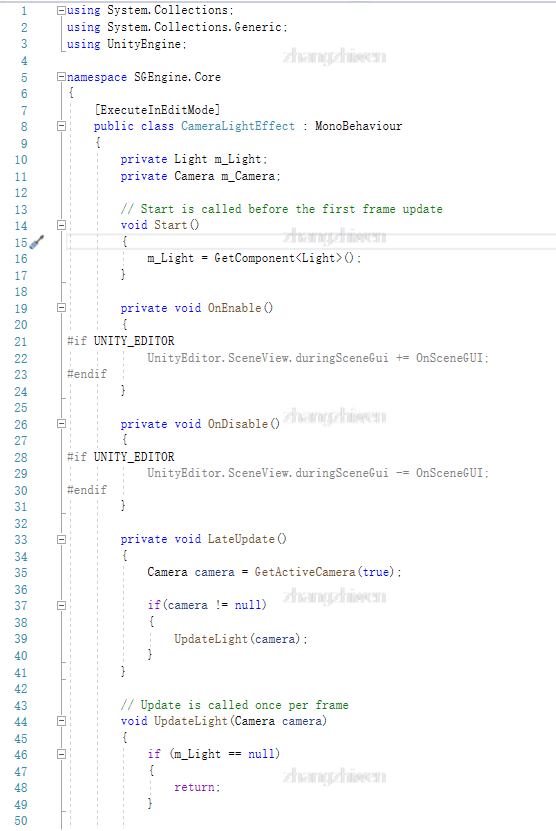 1 using System.Collections;
2 using System.Collections.Generic;
3 using UnityEngine;
4
5 namespace SGEngine.Core
6 {
7 [ExecuteInEditMode]
8 public class CameraLightEffect : MonoBehaviour
9 {
10 private Light m_Light;
11 private Camera m_Camera;
12
13 // Start is called before the first frame update
14 void Start()
15 {
16 m_Light = GetComponent<Light>();
17 }
18
19 private void OnEnable()
20 {
21 #if UNITY_EDITOR
22 UnityEditor.SceneView.duringSceneGui += OnSceneGUI;
23 #endif
24 }
25
26 private void OnDisable()
27 {
28 #if UNITY_EDITOR
29 UnityEditor.SceneView.duringSceneGui -= OnSceneGUI;
30 #endif
31 }
32
33 private void LateUpdate()
34 {
35 Camera camera = GetActiveCamera(true);
36
37 if(camera != null)
38 {
39 UpdateLight(camera);
40 }
41 }
42
43 // Update is called once per frame
44 void UpdateLight(Camera camera)
45 {
46 if (m_Light == null)
47 {
48 return;
49 }
50